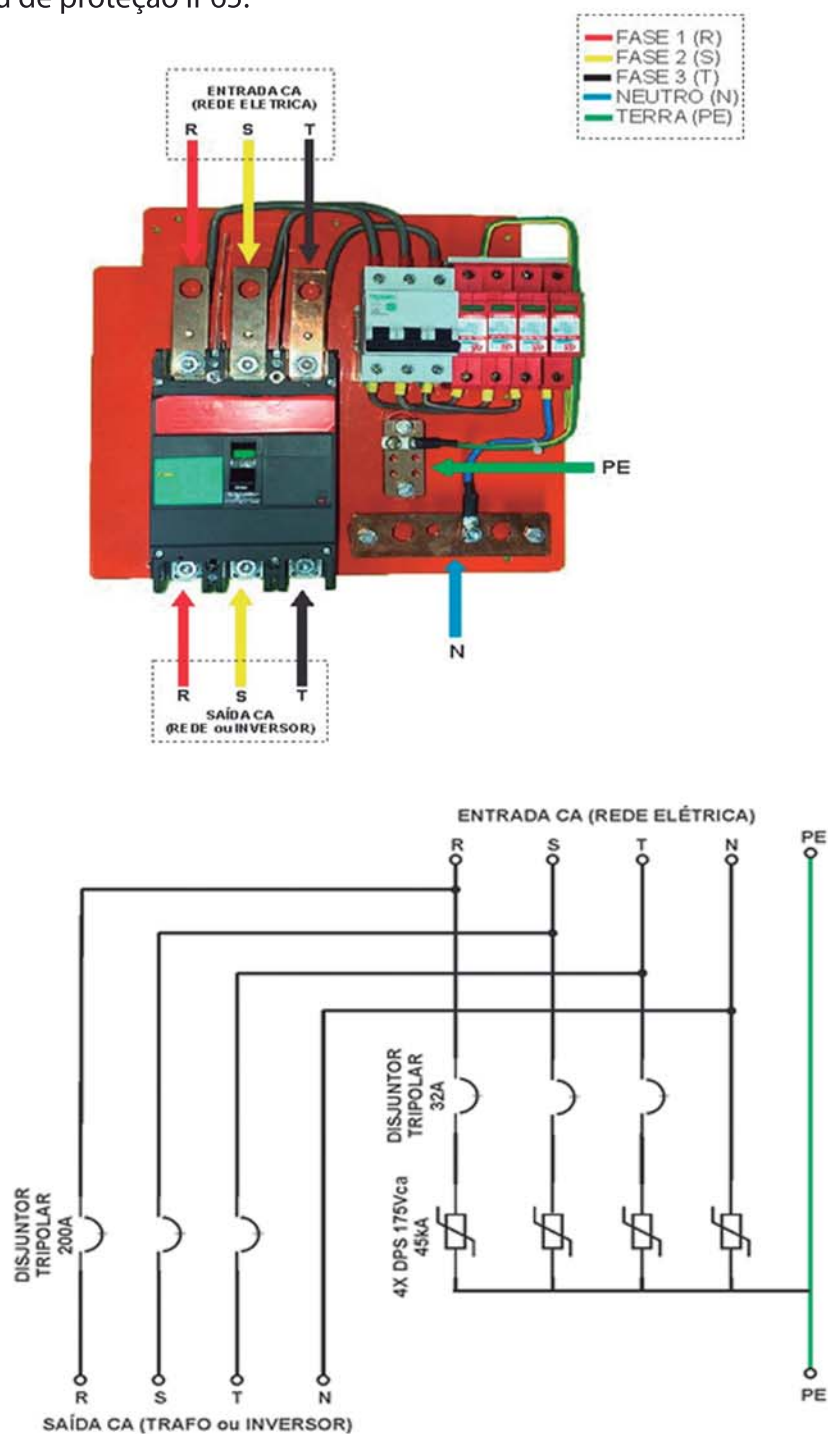 de proteção IP65.
FASE 1 (R)
FASE 2 (S)
FASE 3 (T)
NEUTRO (N)
TERRA (PE)
ENTRADA CA
(REDE ELETRICA)
R S T
PE
N
R S T
SAÍDA CA
(REDE ou INVERSOR)
ENTRADA CA (REDE ELÉTRICA)
R S T N PE
DISJUNTOR
TRIPOLAR
32A
DISJUNTOR
TRIPOLAR
200A
4X DPS 175Vca
45kA
R S T N PE
SAÍDA CA (TRAFO ou INVERSOR)